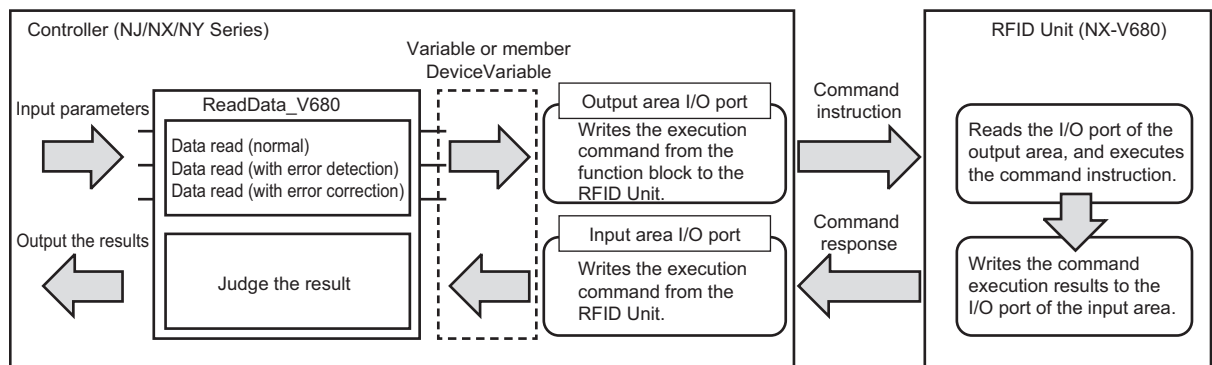 Controller (NJ/NX/NY Series)
Input parameters
ReadData_V680
Data read (normal)
Data read (with error detection)
Data read (with error correction)
Output the results
Judge the result
Variable or member
DeviceVariable
Output area I/O port
Writes the execution
command from the
function block to the
RFID Unit.
Input area I/O port
Writes the execution
command from the
RFID Unit.
Command
instruction
Command
response
RFID Unit (NX-V680)
Reads the I/O port of the
output area, and executes
the command instruction.
Writes the command
execution results to the
I/O port of the input area.